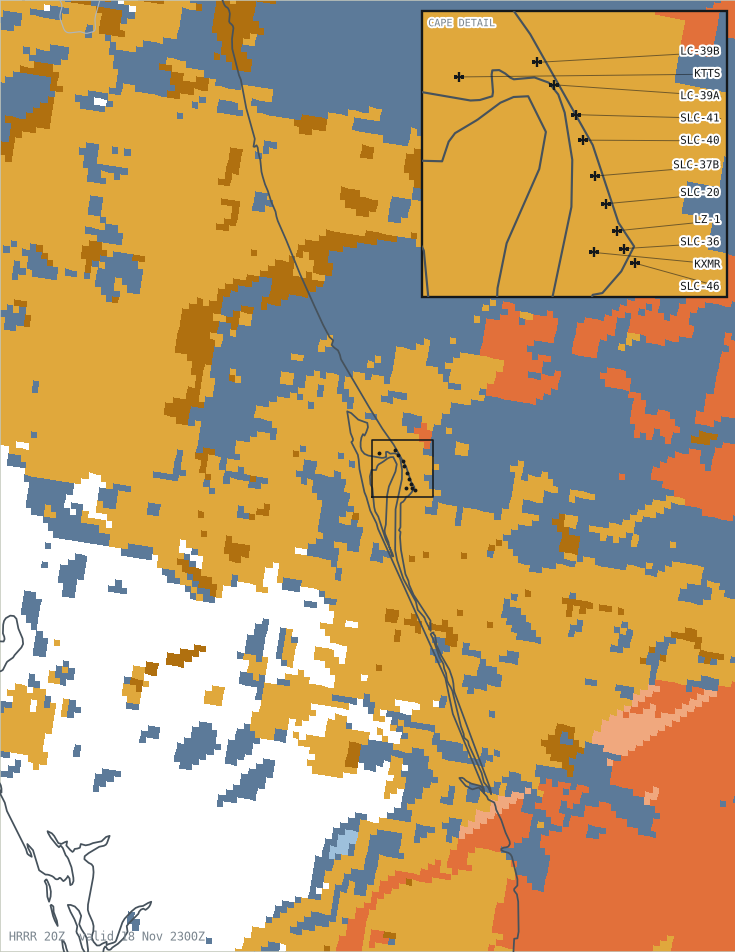 CAPE DETAIL
LC-39B
KTTS
LC-39A
SLC-41
SLC-40
SLC-37B
SLC-20
LZ-1
SLC-36
KXMR
SLC-46
HRRR 20Z, valid 18 Nov 2300Z